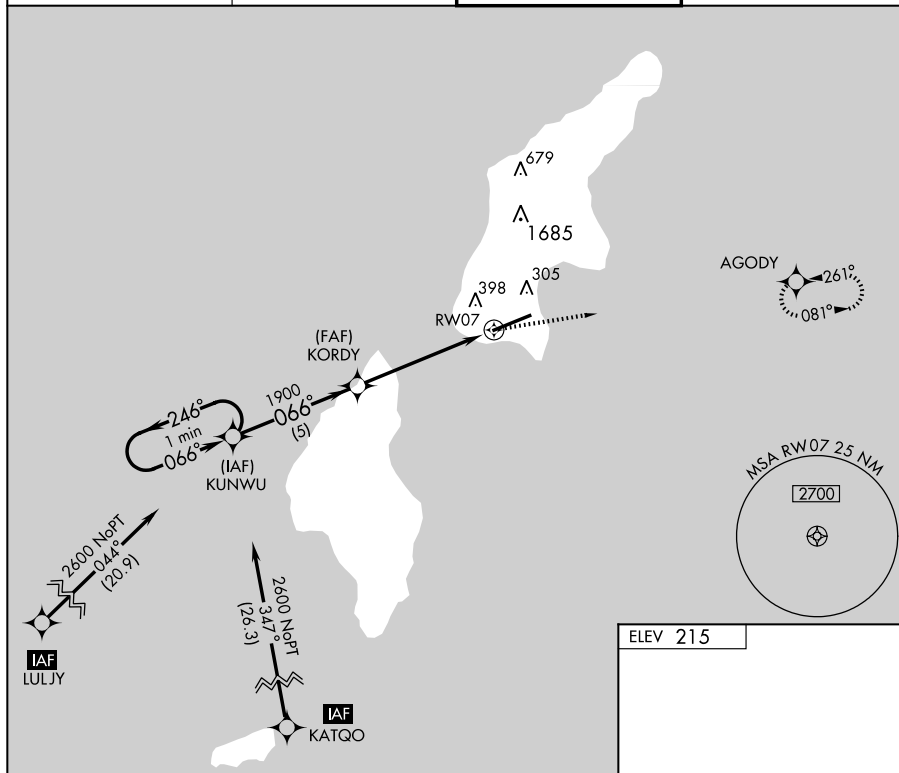 679
1685
AGODY
261°
081°
398
305
RW07
(FAF)
KORDY
1900
066°
(5)
246°
1 min
066°
(IAF)
KUNWU
MSA RW07 25 NM
2700
2600 NoPT
044°
(20.9)
2600 NoPT
347°
(26.3)
IAF
LULJY
IAF
KATQO
ELEV 215